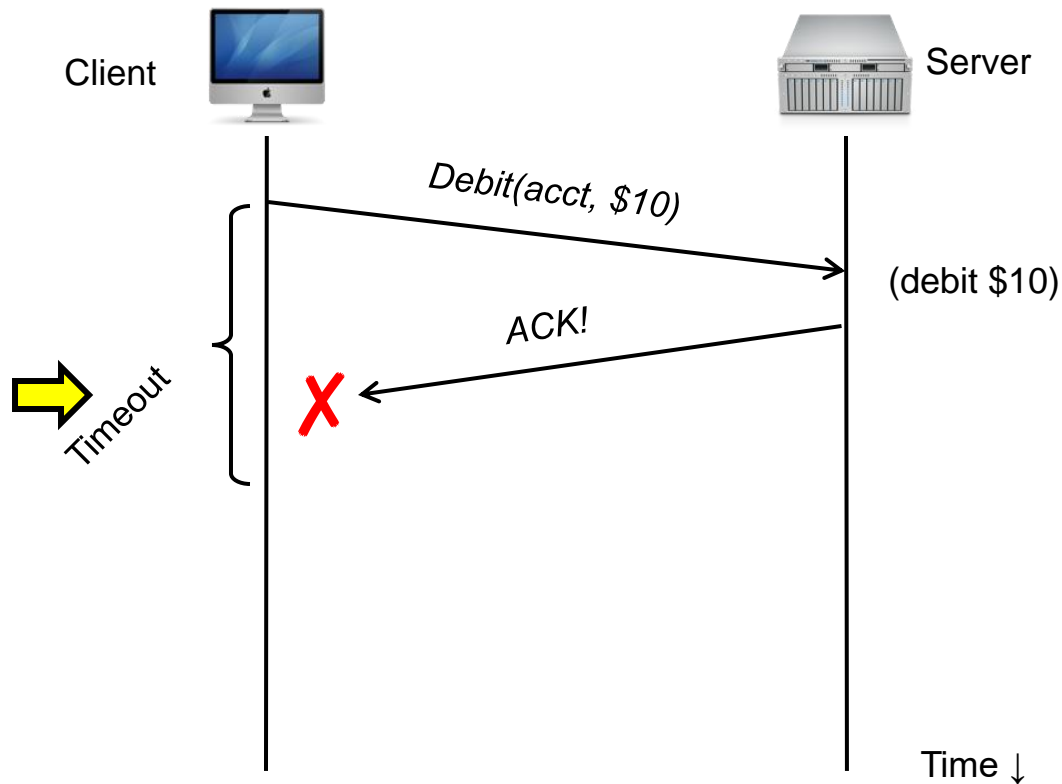 Client
Server
Debit(acct, $10)
(debit $10)
ACK!
Timeout
Time ↓